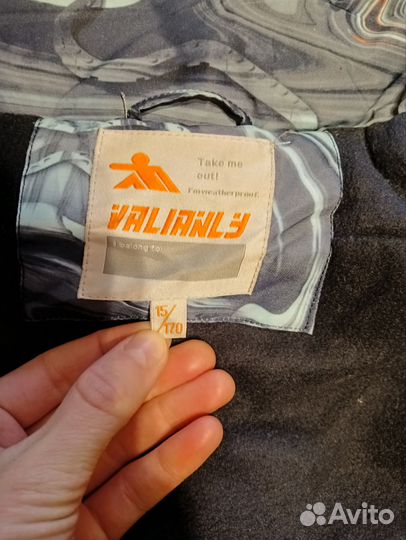 Take me
out!
I'm weatherproof.
VALIANLY
I belong to:
15/170
Avito